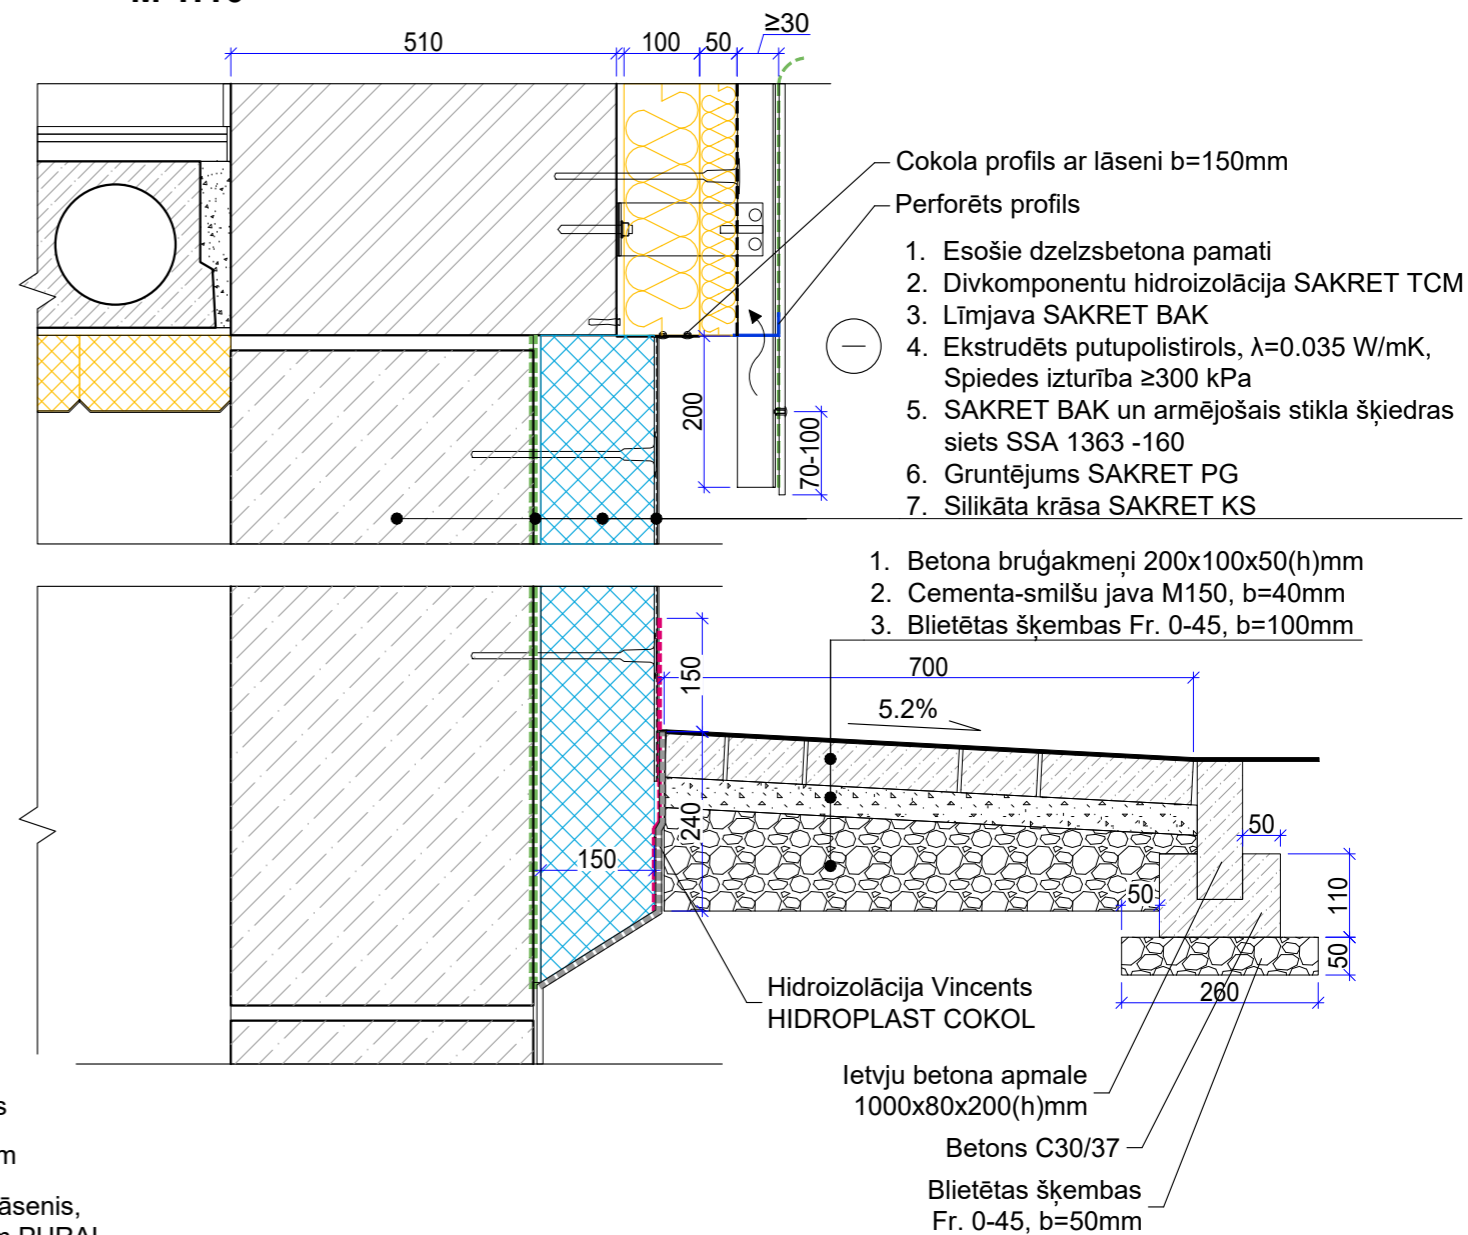 510
100
50
≥30
Cokola profils ar lāseni b=150mm
Perforēts profils
1. Esošie dzelzsbetona pamati
2. Divkomponentu hidroizolācija SAKRET TCM
3. Līmjava SAKRET BAK
4. Ekstrudēts putupolistirols, λ=0.035 W/mK,
Spiedes izturība ≥300 kPa
5. SAKRET BAK un armējošais stikla šķiedras
siets SSA 1363 -160
6. Gruntējums SAKRET PG
7. Silikāta krāsa SAKRET KS
200
70-100
1. Betona bruģakmeņi 200x100x50(h)mm
2. Cementa-smilšu java M150, b=40mm
3. Blietētas šķembas Fr. 0-45, b=100mm
150
700
5.2%
240
150
50
50
110
50
260
Hidroizolācija Vincents
HIDROPLAST COKOL
Ietvju betona apmale
1000x80x200(h)mm
Betons C30/37
Blietētas šķembas
Fr. 0-45, b=50mm
s
m
āsenis,